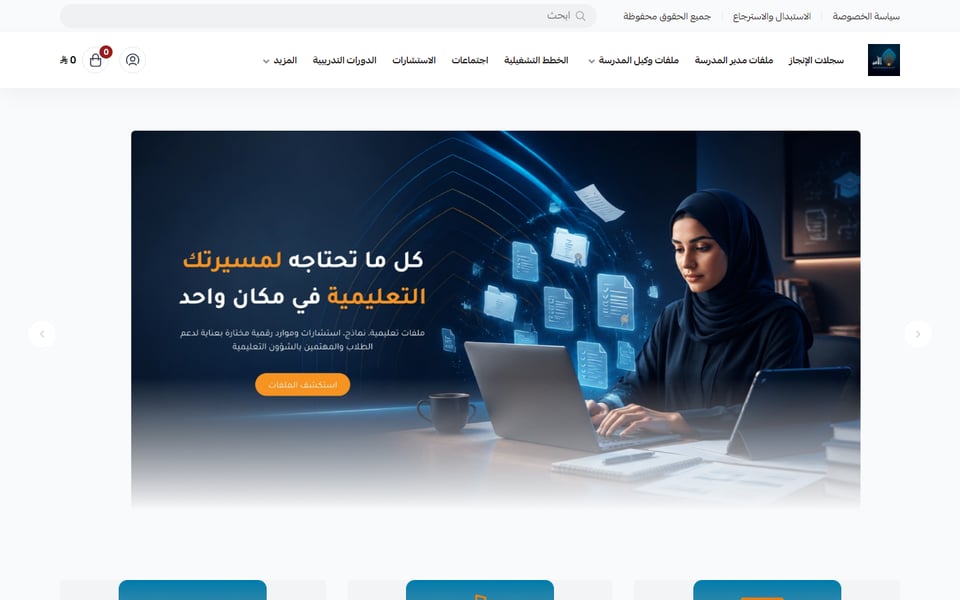 سياسة الخصوصة
الاستبدال والاسترجاع
جميع الحقوق محفوظة
ابحث
سجلات الإنجاز
ملفات مدير المدرسة
ملفات وكيل المدرسة
الخطط التشغيلية
اجتماعات
الاستشارات
الدورات التدريبية
المزيد
0
0
كل ما تحتاجه لمسيرتك
التعليمية في مكان واحد
ملفات تعليمية، نماذج، استشارات وموارد رقمية مختارة بعناية لدعم
الطلاب والمهتمين بالشؤون التعليمية
استكشف الملفات